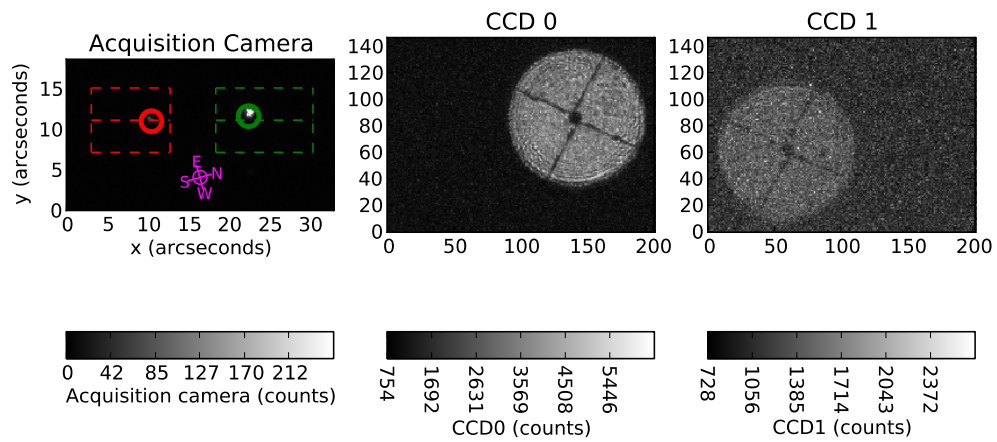 Acquisition Camera
CCD 0
CCD 1
y (arcseconds)
15
10
5
0
0 5 10 15 20 25 30
x (arcseconds)
E
N
S
W
140
120
100
80
60
40
20
0
0 50 100 150 200
140
120
100
80
60
40
20
0
0 50 100 150 200
0 42 85 127 170 212
Acquisition camera (counts)
754 1692 2631 3569 4508 5446
CCD0 (counts)
728 1056 1385 1714 2043 2372
CCD1 (counts)